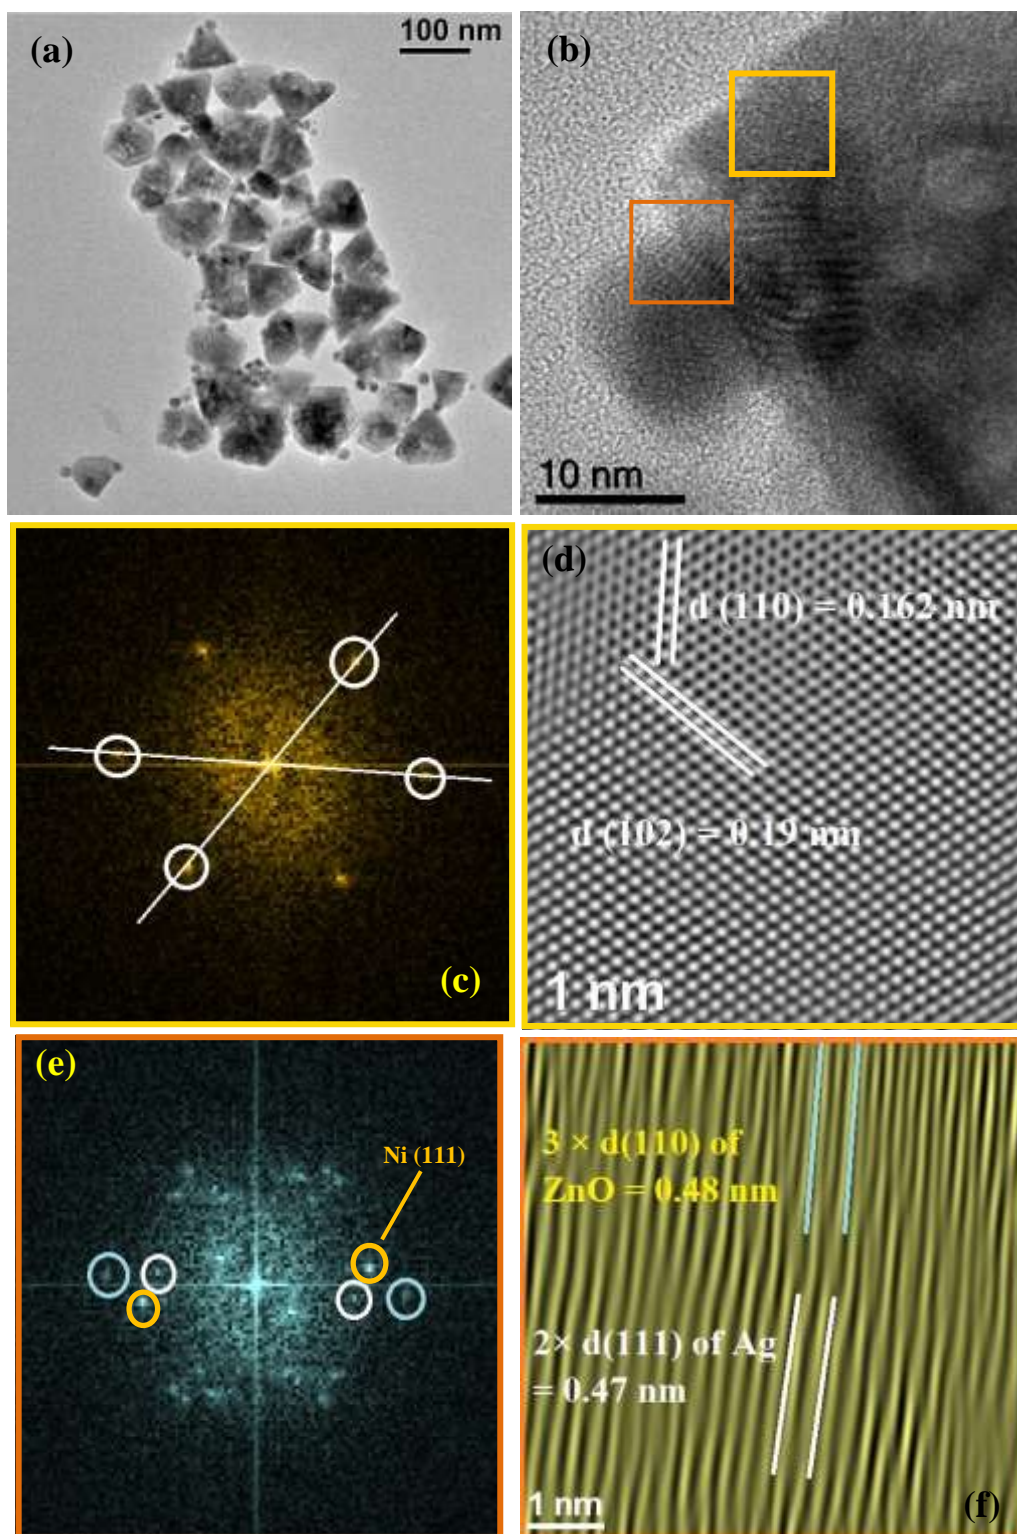 (a)
100 nm
(b)
10 nm
(c)
(d)
d (110) = 0.162 nm
d (102) = 0.19 nm
1 nm
(e)
Ni (111)
3 × d(110) of
ZnO = 0.48 nm
2× d(111) of Ag
= 0.47 nm
1 nm
(f)